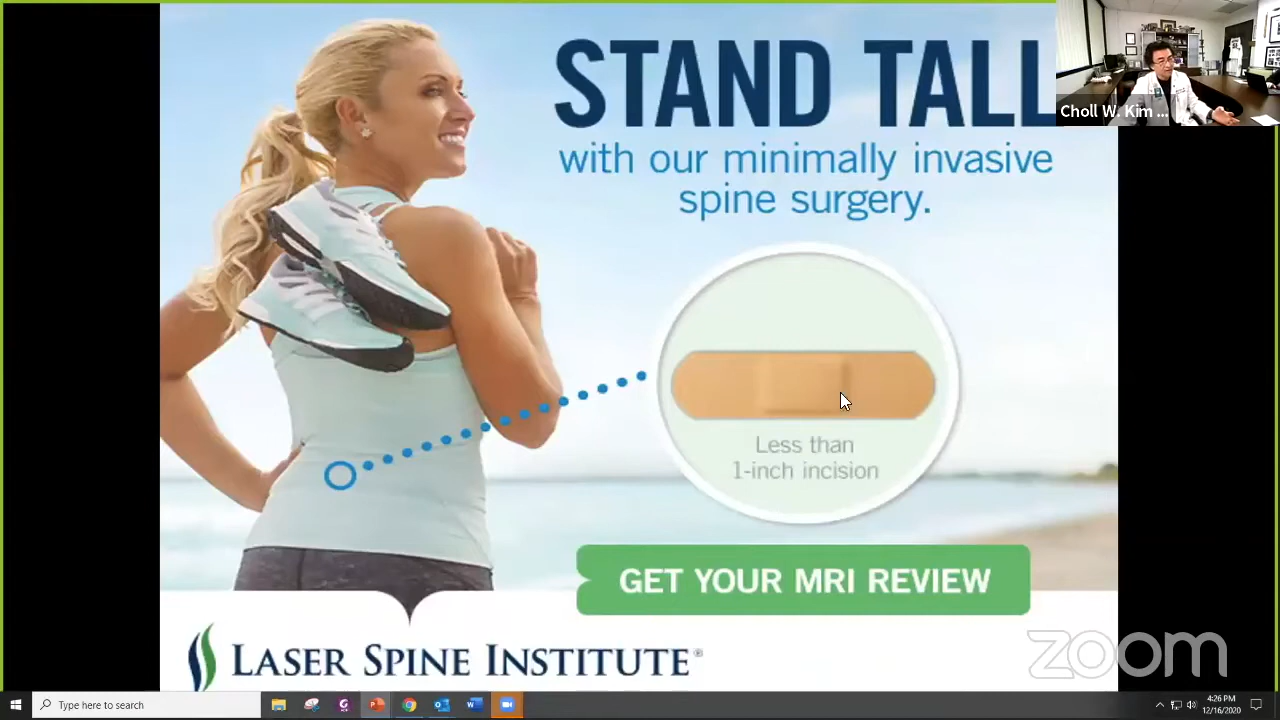 STAND TALL
with our minimally invasive
spine surgery.
Choll W. Kim ...
Less than
1-inch incision
GET YOUR MRI REVIEW
LASER SPINE INSTITUTE®
zoom
Type here to search
4:26 PM
12/16/2020